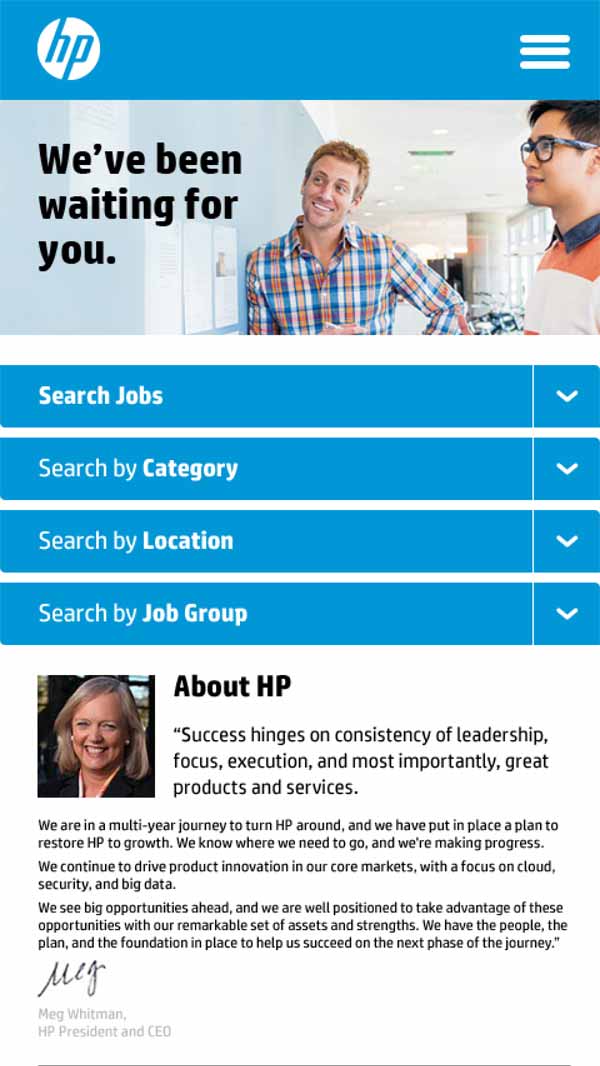 hp
We’ve been
waiting for
you.
Search Jobs
Search by Category
Search by Location
Search by Job Group
About HP
“Success hinges on consistency of leadership,
focus, execution, and most importantly, great
products and services.
We are in a multi-year journey to turn HP around, and we have put in place a plan to
restore HP to growth. We know where we need to go, and we're making progress.
We continue to drive product innovation in our core markets, with a focus on cloud,
security, and big data.
We see big opportunities ahead, and we are well positioned to take advantage of these
opportunities with our remarkable set of assets and strengths. We have the people, the
plan, and the foundation in place to help us succeed on the next phase of the journey.”
Meg
Meg Whitman,
HP President and CEO